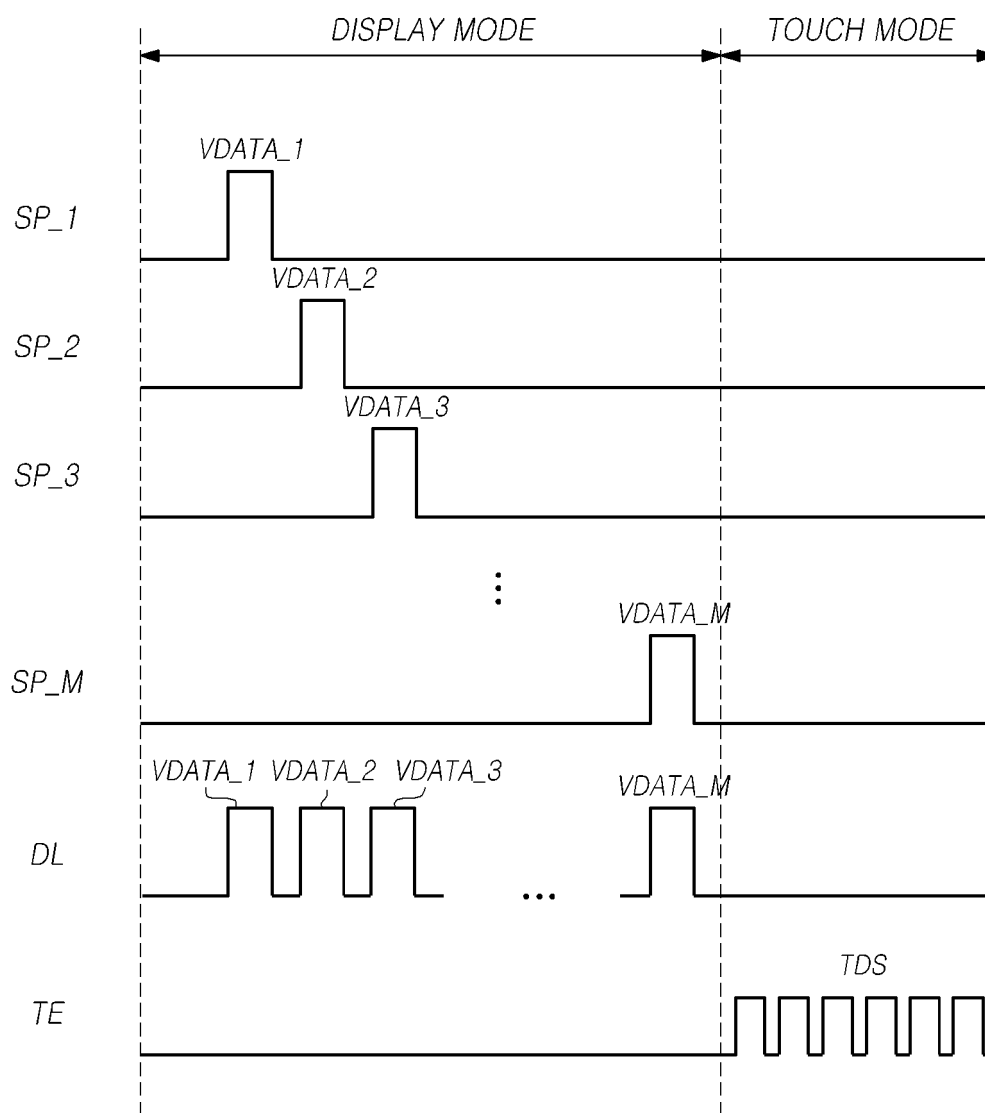 DISPLAY MODE
TOUCH MODE
VDATA_1
SP_1
VDATA_2
SP_2
VDATA_3
SP_3
VDATA_M
SP_M
VDATA_1
VDATA_2
VDATA_3
VDATA_M
DL
TDS
TE